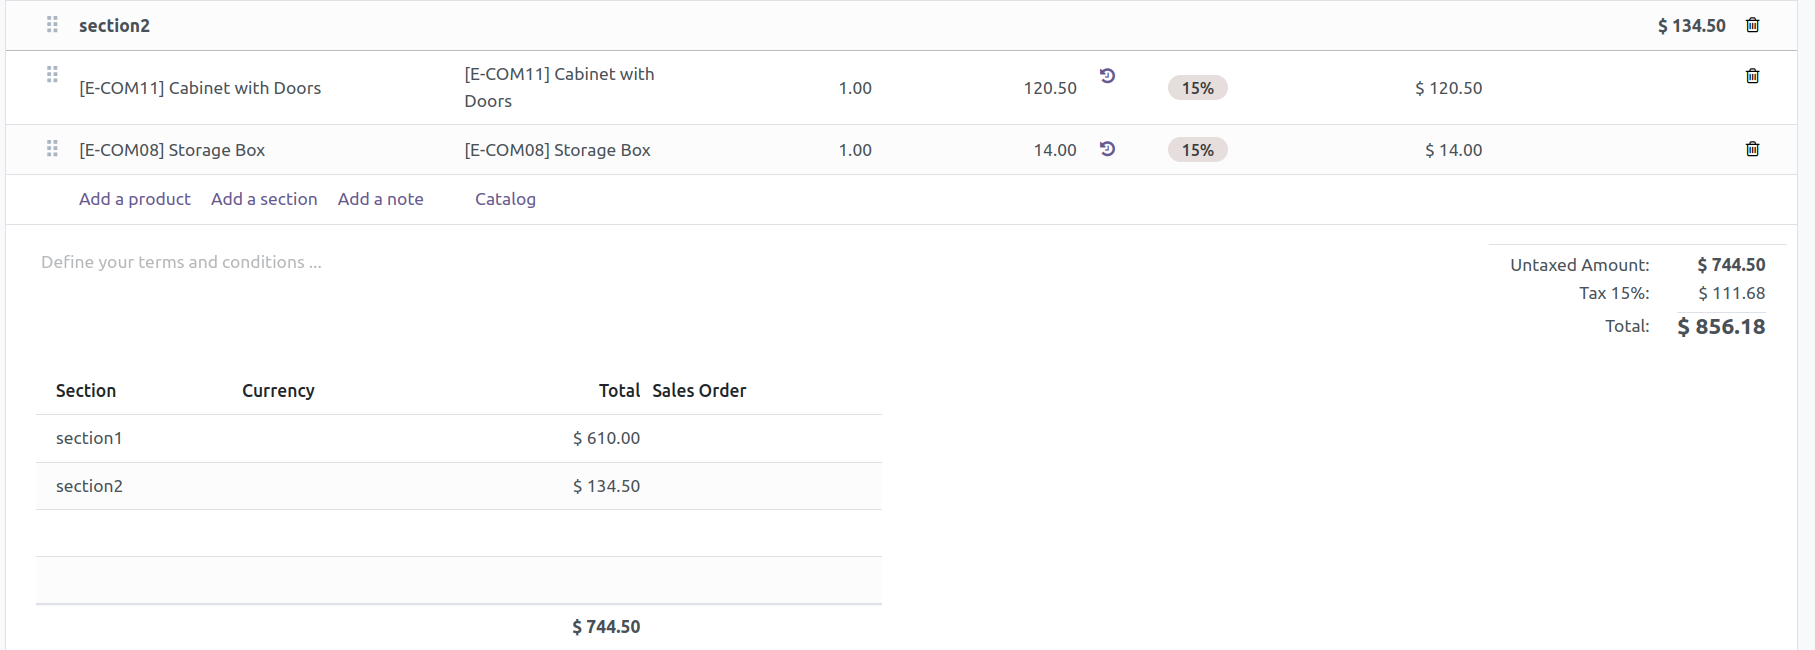 section2 $ 134.50
[E-COM11] Cabinet with Doors [E-COM11] Cabinet with Doors 1.00 120.50 15% $ 120.50
[E-COM08] Storage Box [E-COM08] Storage Box 1.00 14.00 15% $ 14.00
Add a product Add a section Add a note Catalog
Define your terms and conditions ...
Untaxed Amount: $ 744.50
Tax 15%: $ 111.68
Total: $ 856.18
Section Currency Total Sales Order
section1 $ 610.00
section2 $ 134.50
$ 744.50